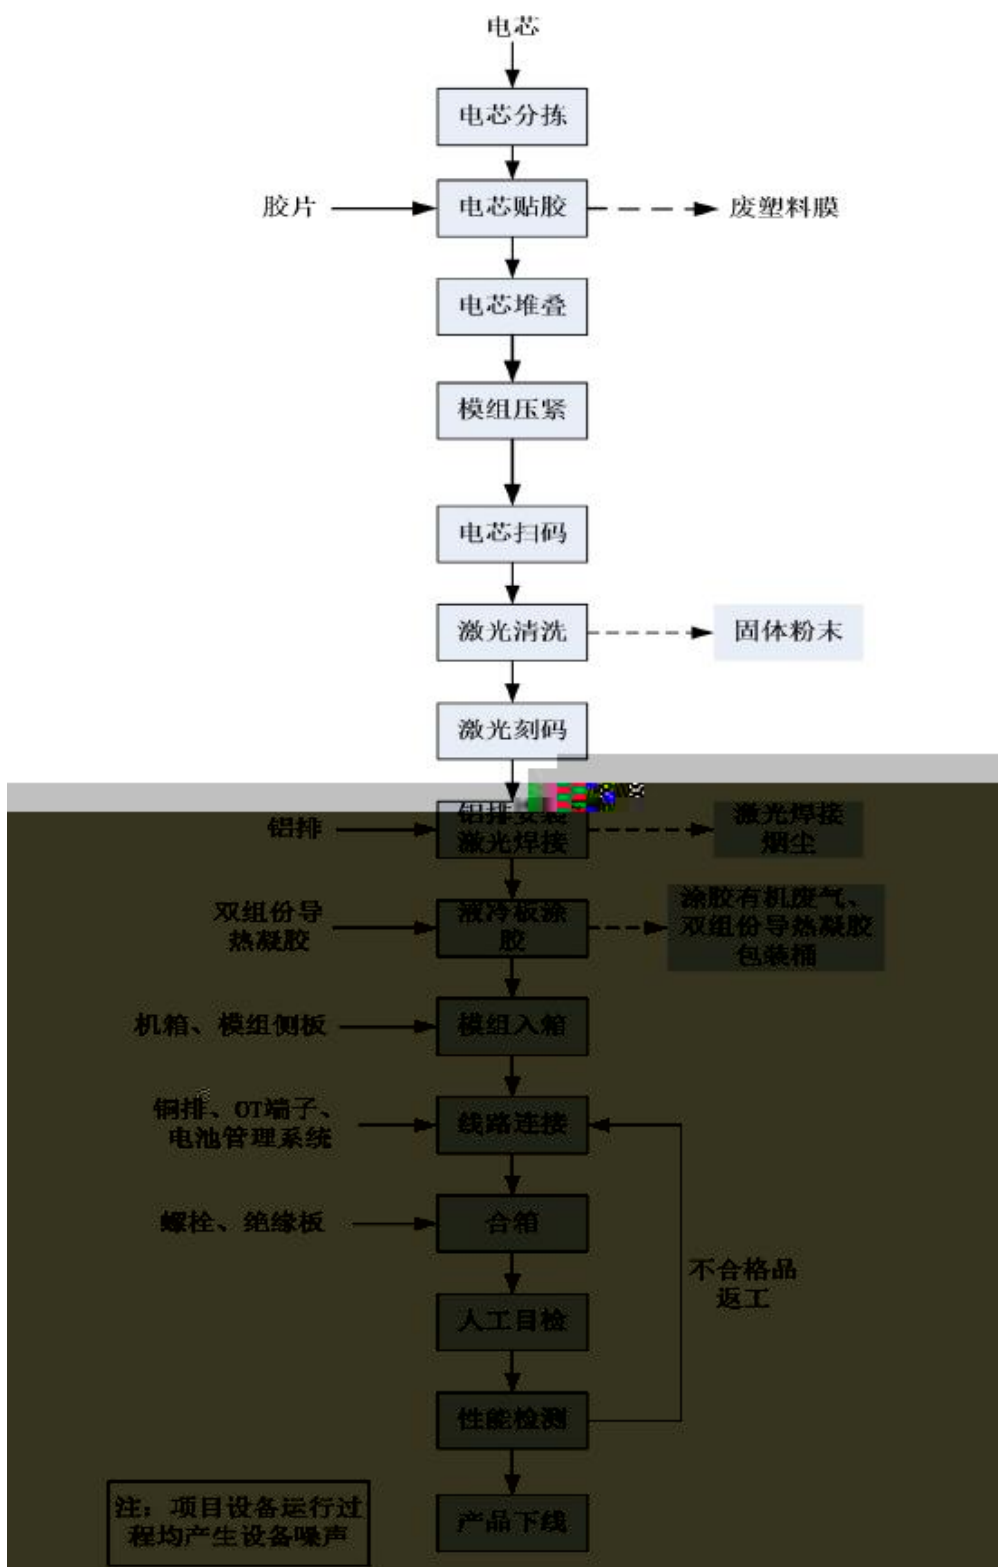 电芯
电芯分拣
胶片
电芯贴胶
废塑料膜
电芯堆叠
模组压紧
电芯扫码
激光清洗
固体粉末
激光刻码
铝排
铝排安装
激光焊接
激光焊接
烟尘
双组份导
热凝胶
液冷板涂
胶
涂胶有机废气、
双组份导热凝胶
包装桶
机箱、模组侧板
模组入箱
铜排、OT端子、
电池管理系统
线路连接
螺栓、绝缘板
合箱
不合格品
返工
人工目检
性能检测
注：项目设备运行过
程均产生设备噪声
产品下线